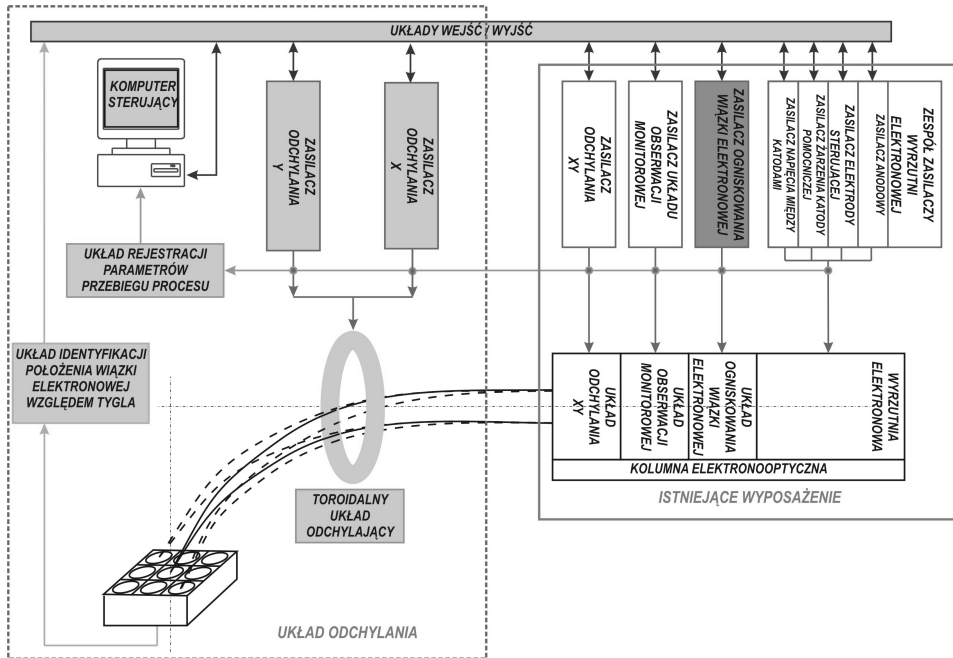 UKŁADY WEJŚĆ / WYJŚĆ
KOMPUTER
STERUJĄCY
ZASILACZ
ODCHYLANIA
Y
ZASILACZ
ODCHYLANIA
X
ZASILACZ
ODCHYLANIA
XY
ZASILACZ UKŁADU
OBSERWACJI
MONITOROWEJ
ZASILACZ OGNISKOWANIA
WIĄZKI ELEKTRONOWEJ
ZESPÓŁ ZASILACZY
WYRZUTNI
ELEKTRONOWEJ
ZASILACZ ANODOWY
ZASILACZ ELEKTRODY
STERUJACEJ
ZASILACZ ŻARZENIA KATODY
POMOCNICZEJ
ZASILACZ NAPIĘCIA MIĘDZY
KATODAMI
UKŁAD REJESTRACJI
PARAMETRÓW
PRZEBIEGU PROCESU
UKŁAD IDENTYFIKACJI
POŁOŻENIA WIĄZKI
ELEKTRONOWEJ
WZGLĘDEM TYGLA
UKŁAD
ODCHYLANIA
XY
UKŁAD
OBSERWACJI
MONITOROWEJ
UKŁAD
OGNISKOWANIA
WIĄZKI
ELEKTRONOWEJ
WYRZUTNIA
ELEKTRONOWA
KOLUMNA ELEKTRONOOPTYCZNA
ISTNIEJĄCE WYPOSAŻENIE
TOROIDALNY
UKŁAD
ODCHYLAJĄCY
UKŁAD ODCHYLANIA